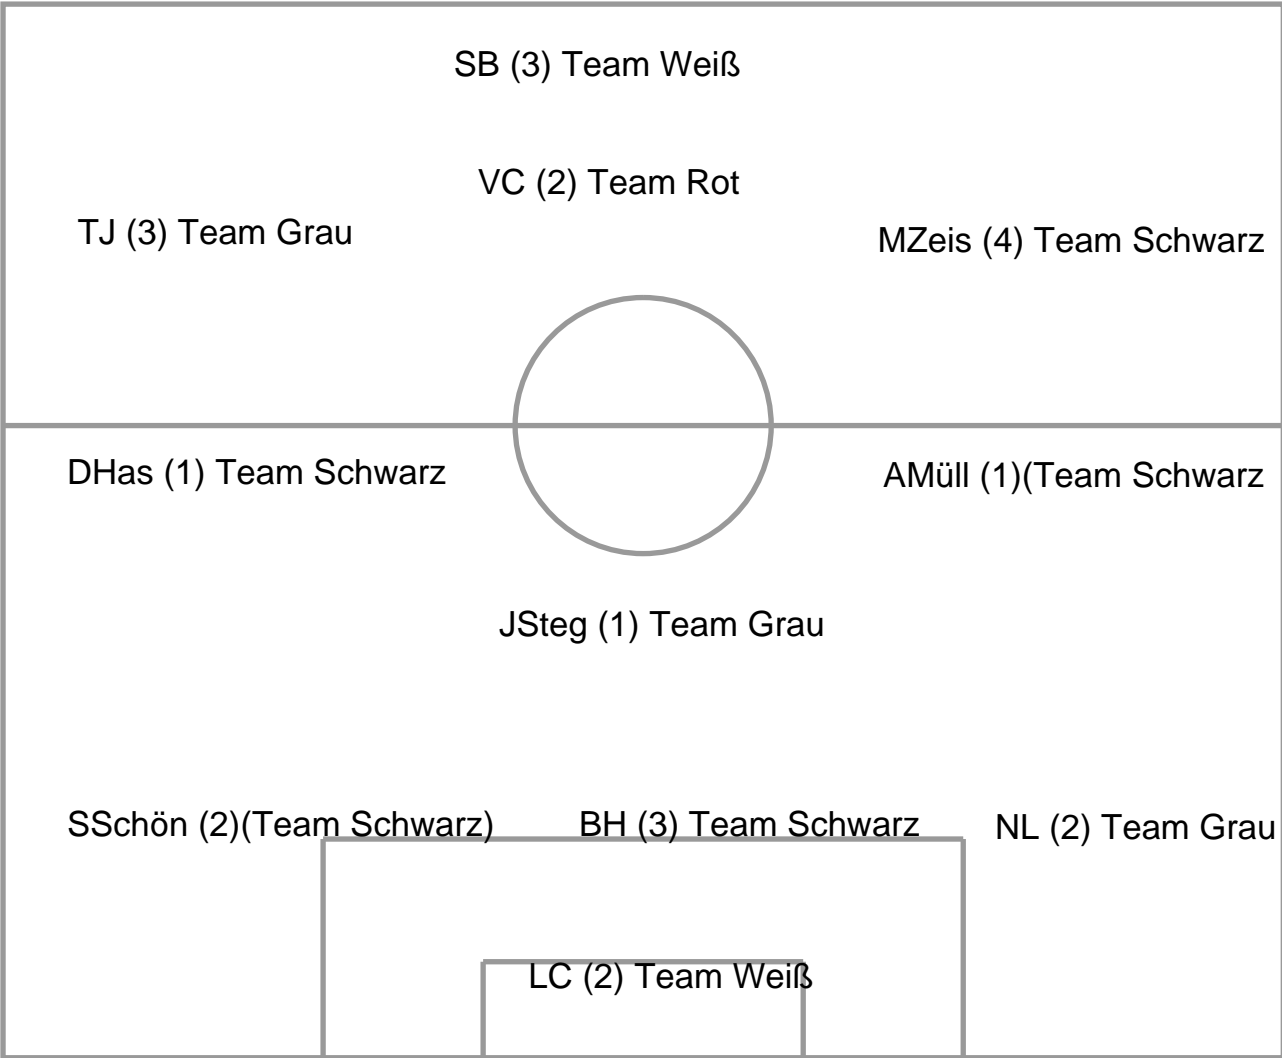 SB (3) Team Weiß
VC (2) Team Rot
TJ (3) Team Grau
MZeis (4) Team Schwarz
DHas (1) Team Schwarz
AMüll (1)(Team Schwarz
JSteg (1) Team Grau
SSchön (2)(Team Schwarz)
BH (3) Team Schwarz
NL (2) Team Grau
LC (2) Team Weiß